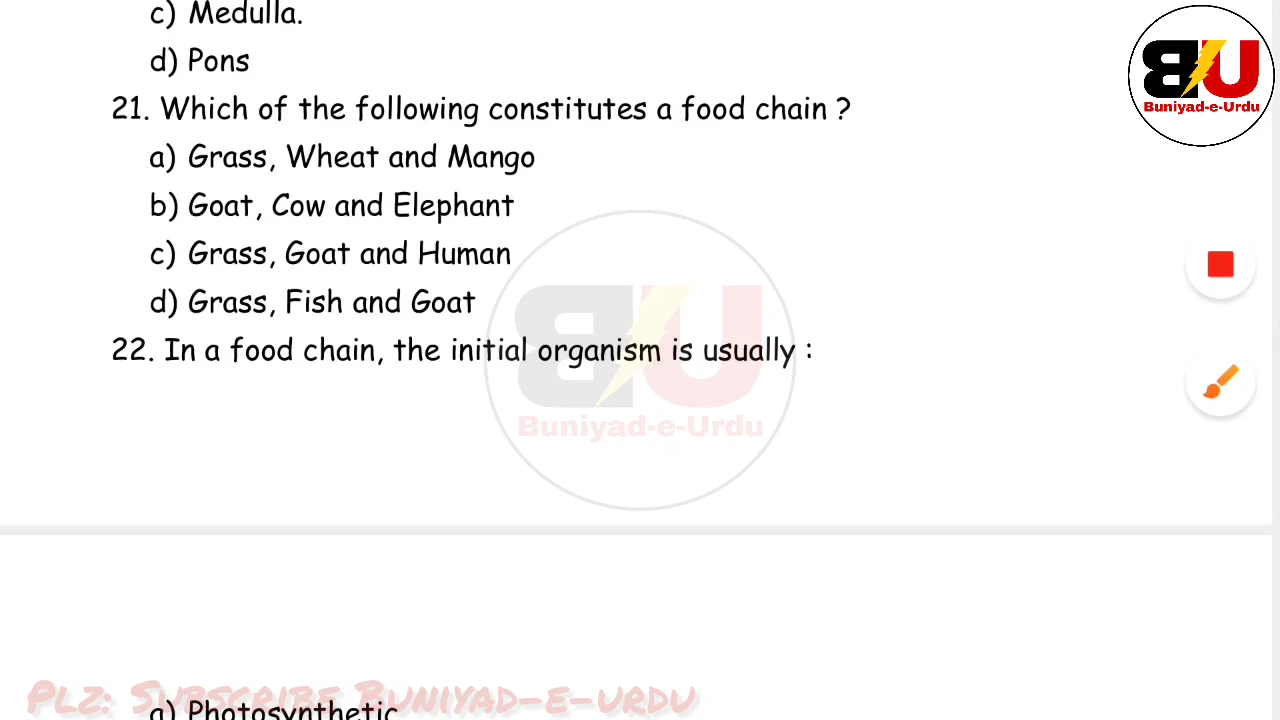 c) Medulla.
d) Pons
21. Which of the following constitutes a food chain ?
a) Grass, Wheat and Mango
b) Goat, Cow and Elephant
c) Grass, Goat and Human
d) Grass, Fish and Goat
22. In a food chain, the initial organism is usually :
BU
Buniyad-e-Urdu
BU
Buniyad-e-Urdu
Plz: Subscribe Buniyad-e-urdu
a) Photosynthetic